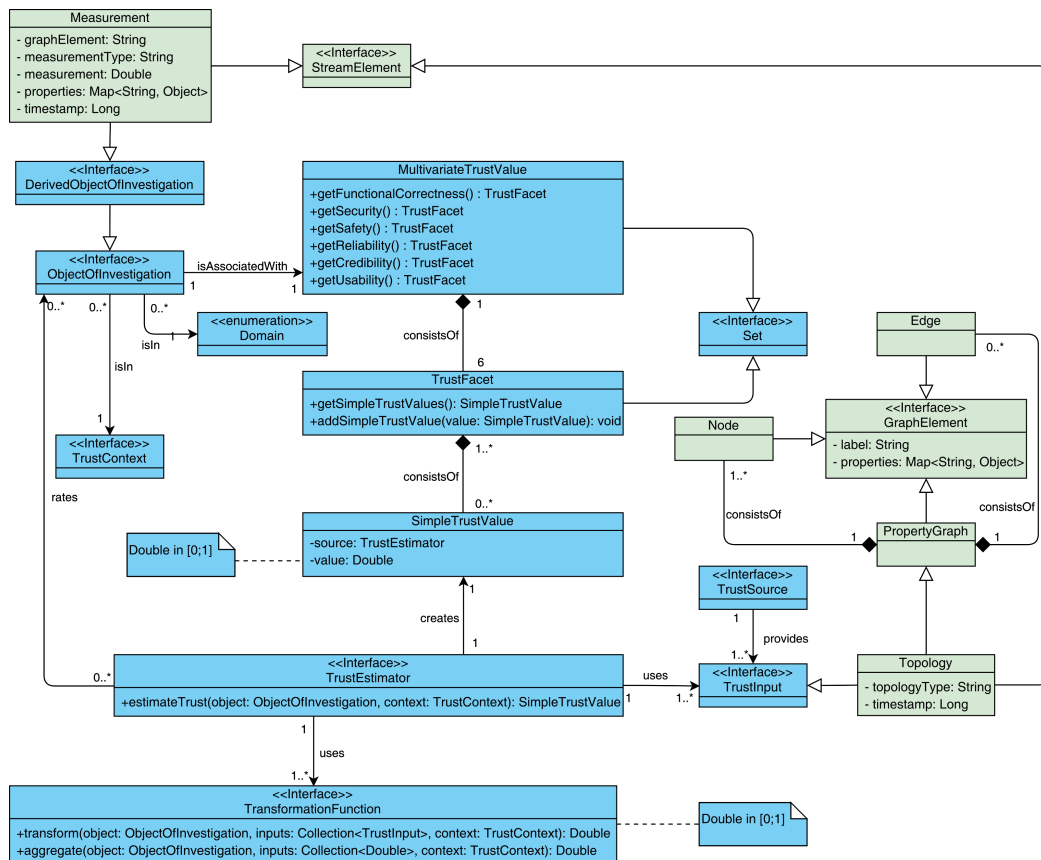 Measurement
- graphElement: String
- measurementType: String
- measurement: Double
- properties: Map<String, Object>
- timestamp: Long
<<Interface>>
StreamElement
<<Interface>>
DerivedObjectOfInvestigation
MultivariateTrustValue
+getFunctionalCorrectness() : TrustFacet
+getSecurity() : TrustFacet
+getSafety() : TrustFacet
+getReliability() : TrustFacet
+getCredibility() : TrustFacet
+getUsability() : TrustFacet
<<Interface>>
ObjectOfInvestigation
isAssociatedWith
1
1
0..*
0..*
0..*
1
isIn
<<enumeration>>
Domain
isIn
1
<<Interface>>
TrustContext
rates
1
consistsOf
6
<<Interface>>
Set
TrustFacet
+getSimpleTrustValues(): SimpleTrustValue
+addSimpleTrustValue(value: SimpleTrustValue): void
1..*
consistsOf
0..*
Edge
0..*
<<Interface>>
GraphElement
- label: String
- properties: Map<String, Object>
Node
1..*
consistsOf
1
PropertyGraph
consistsOf
1
Double in [0;1]
SimpleTrustValue
-source: TrustEstimator
-value: Double
1
creates
1
<<Interface>>
TrustSource
1
provides
1..*
0..*
<<Interface>>
TrustEstimator
+estimateTrust(object: ObjectOfInvestigation, context: TrustContext): SimpleTrustValue
uses
1
1..*
<<Interface>>
TrustInput
Topology
- topologyType: String
- timestamp: Long
1
uses
1..*
<<Interface>>
TransformationFunction
+transform(object: ObjectOfInvestigation, inputs: Collection<TrustInput>, context: TrustContext): Double
+aggregate(object: ObjectOfInvestigation, inputs: Collection<Double>, context: TrustContext): Double
Double in [0;1]